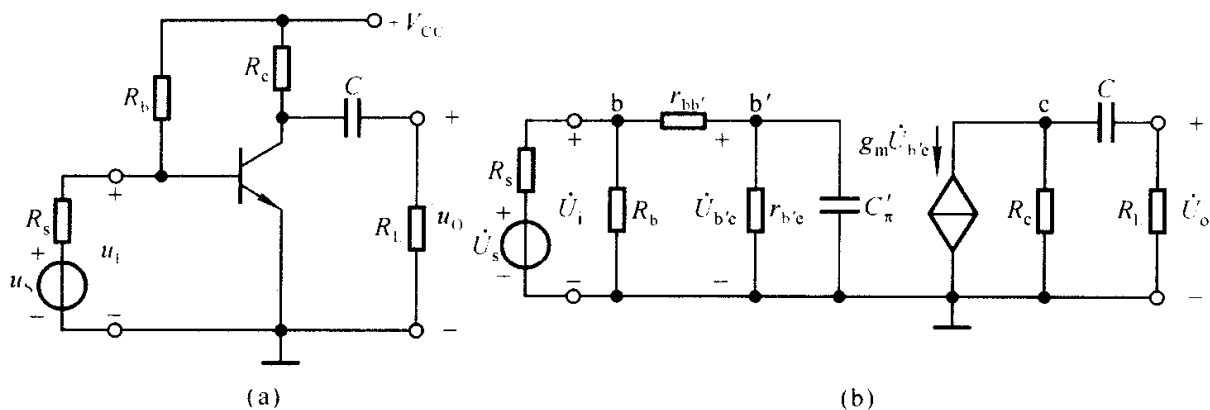 +V_CC
R_c
C
R_b
+
R_s
+
u_S
−
u_I
−
R_L
+
u_O
−
(a)
b
r_bb'
b'
c
C
+
+
+
g_m U̇_b'e
R_s
+
U̇_s
−
U̇_i
R_b
U̇_b'e
r_b'e
C'_π
R_c
R_L
U̇_o
−
−
−
(b)